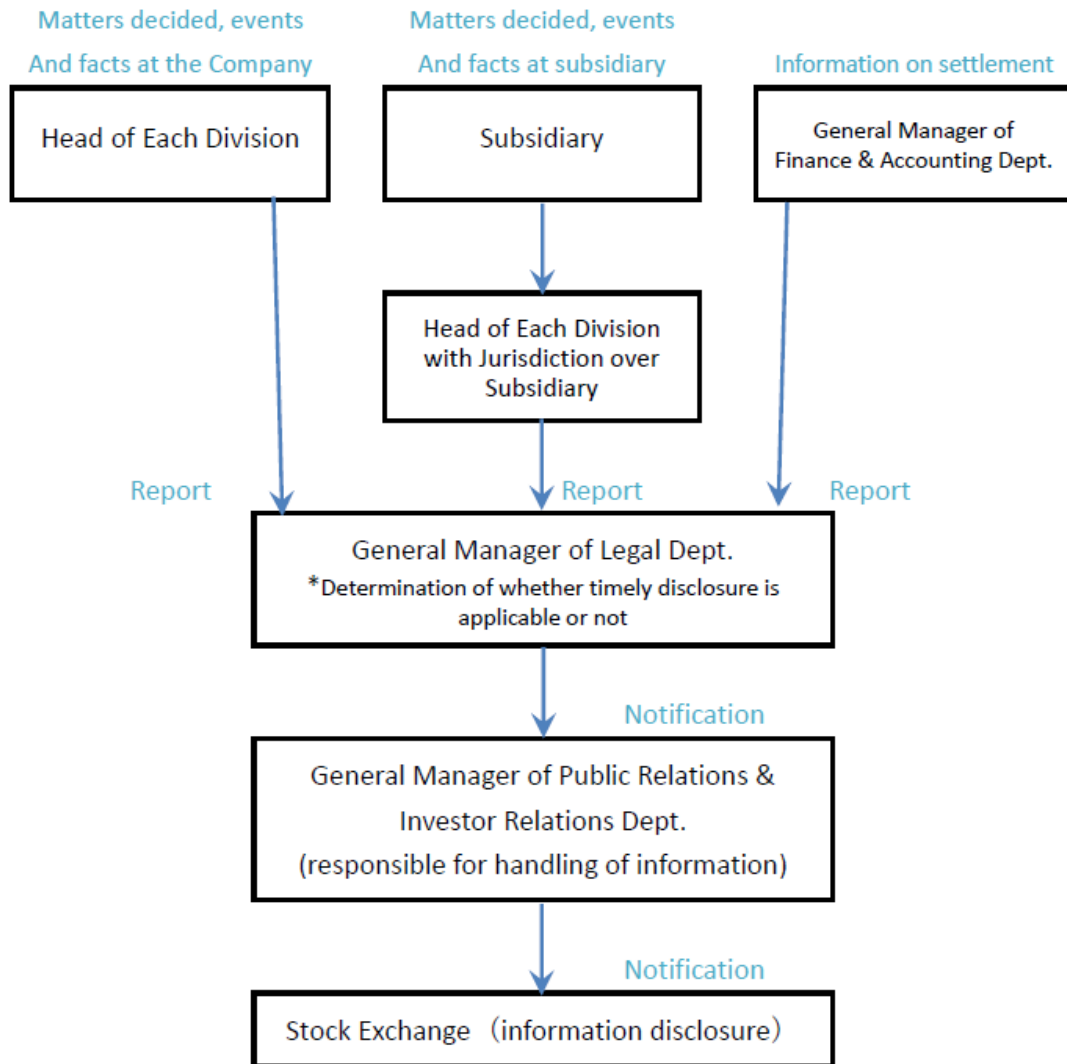 Matters decided, events
And facts at the Company
Matters decided, events
And facts at subsidiary
Information on settlement
Head of Each Division
Subsidiary
General Manager of
Finance & Accounting Dept.
Head of Each Division
with Jurisdiction over
Subsidiary
Report
Report
Report
General Manager of Legal Dept.
*Determination of whether timely disclosure is
applicable or not
Notification
General Manager of Public Relations &
Investor Relations Dept.
(responsible for handling of information)
Notification
Stock Exchange（information disclosure）